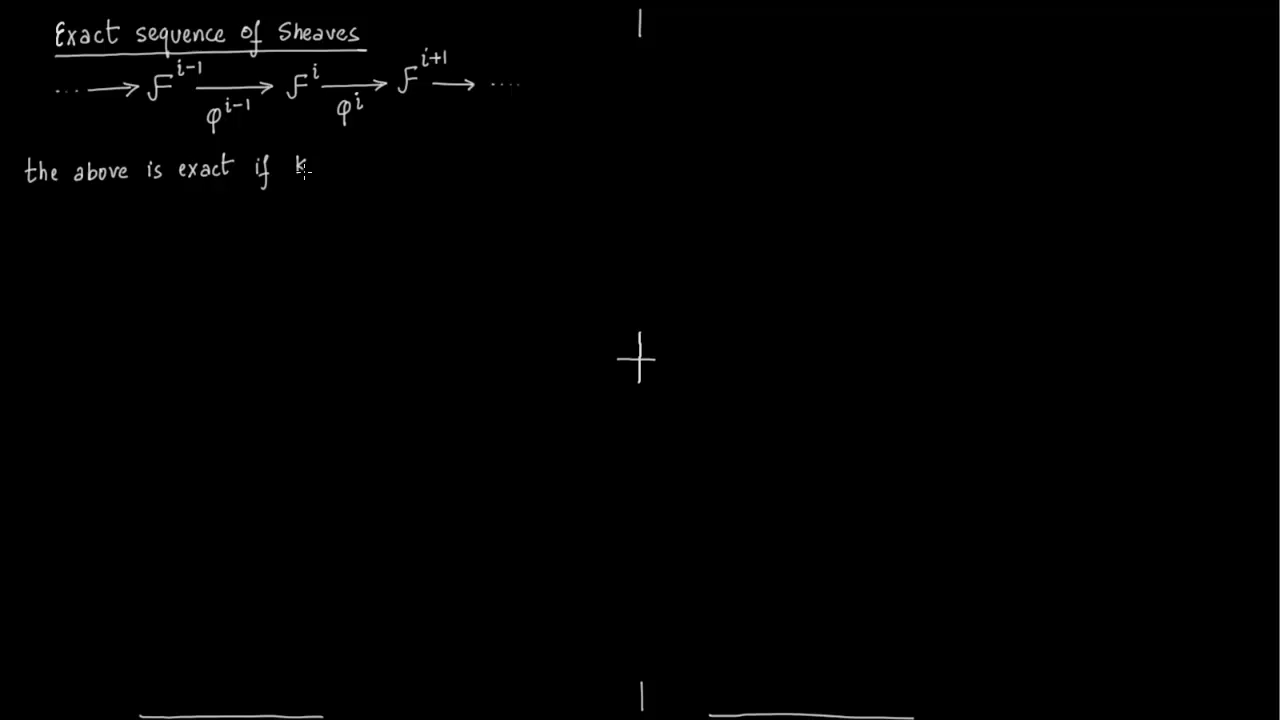 Exact sequence of Sheaves
.... → F^{i-1} →_{φ^{i-1}} F^{i} →_{φ^{i}} F^{i+1} → ....
the above is exact if k